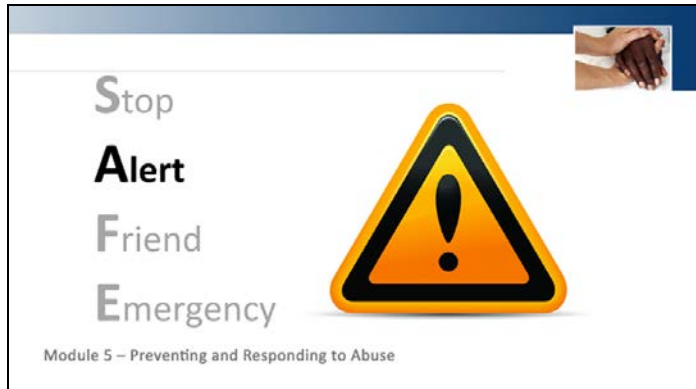 Stop
Alert
Friend
Emergency
Module 5 – Preventing and Responding to Abuse